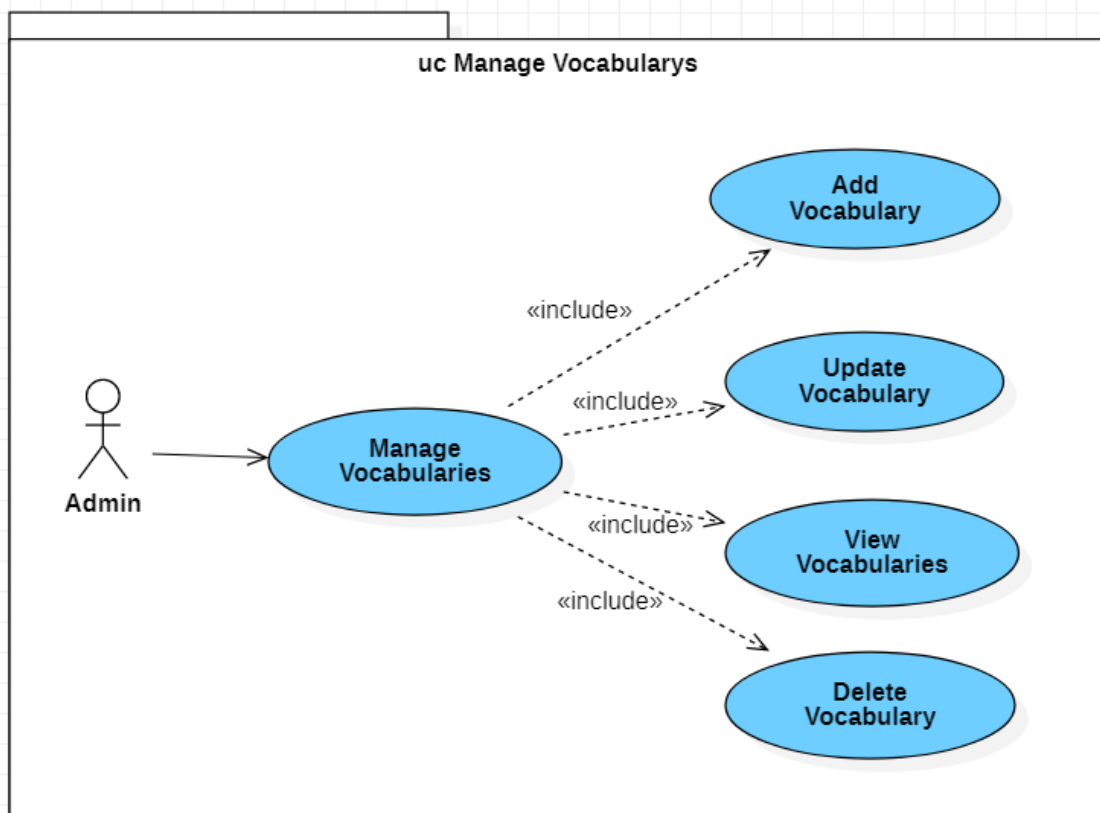 uc Manage Vocabularys
Add
Vocabulary
«include»
Update
Vocabulary
«include»
Manage
Vocabularies
Admin
«include»
View
Vocabularies
«include»
Delete
Vocabulary